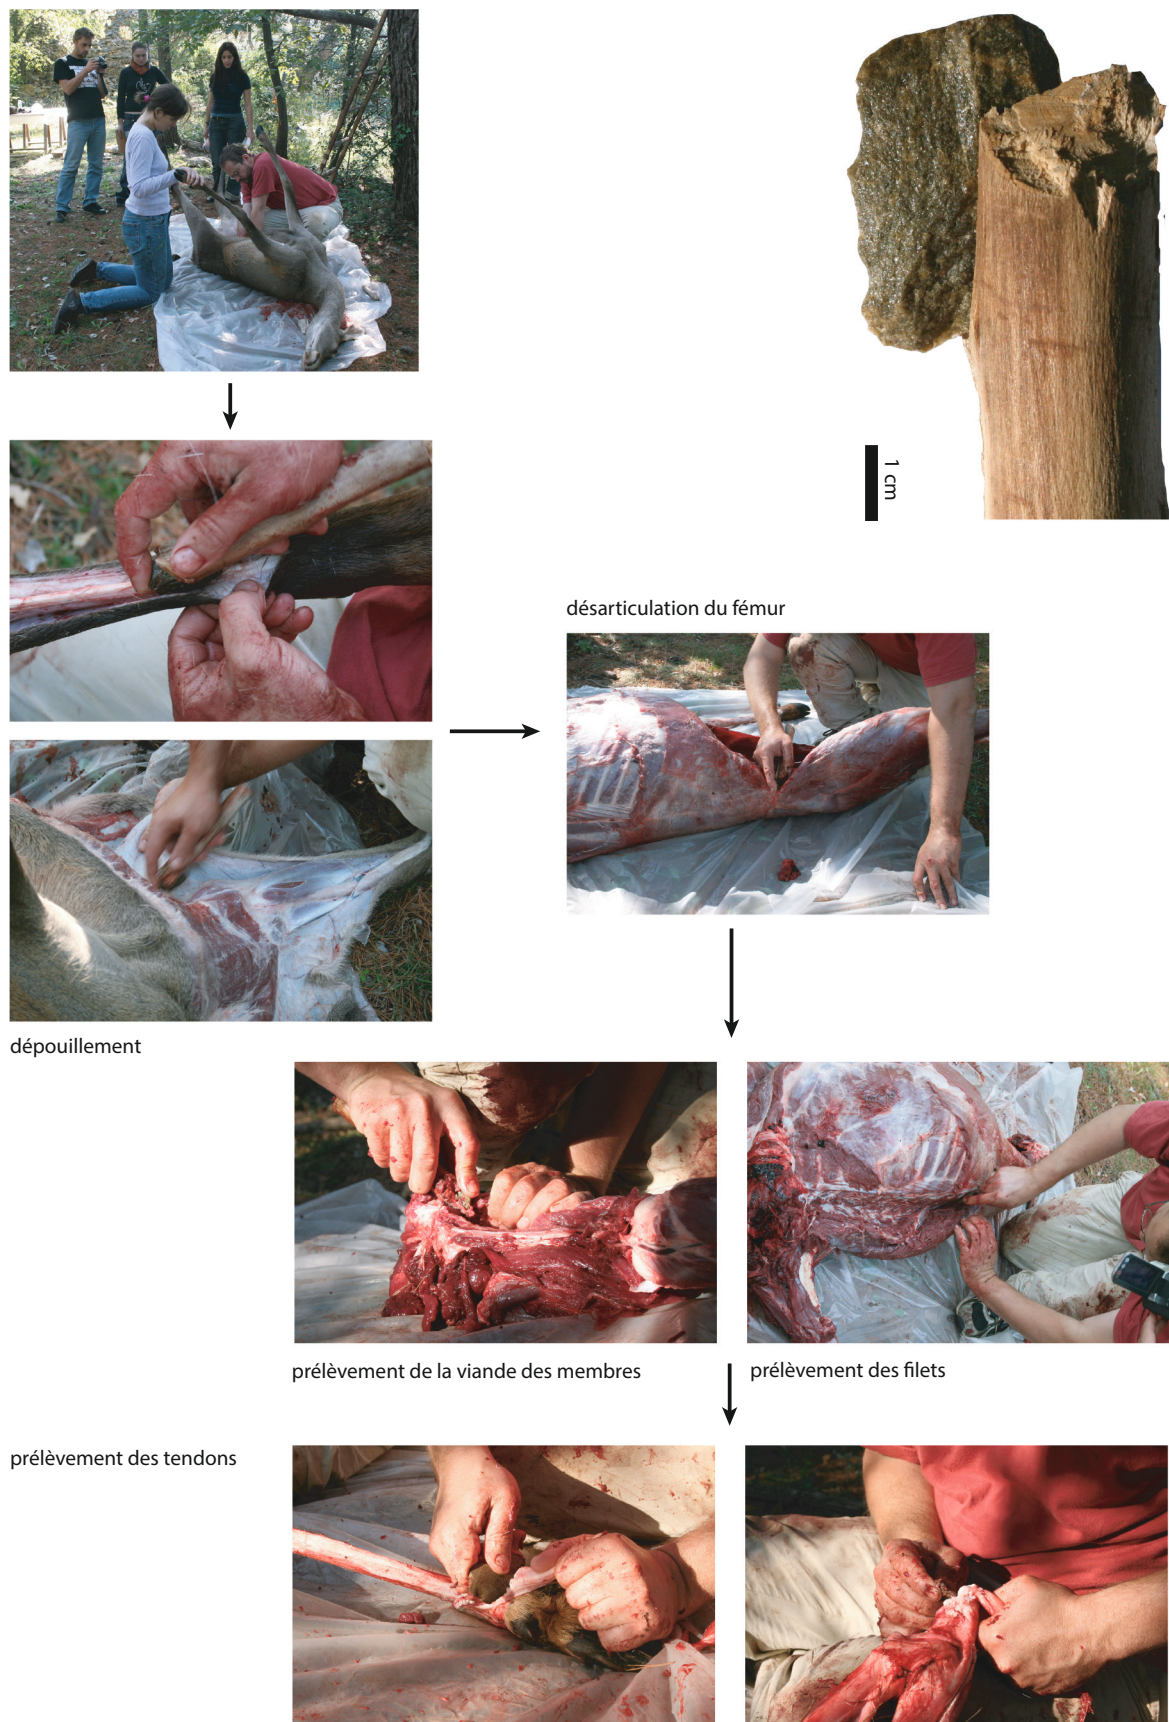 1 cm
désarticulation du fémur
dépouillement
prélèvement de la viande des membres
prélèvement des filets
prélèvement des tendons